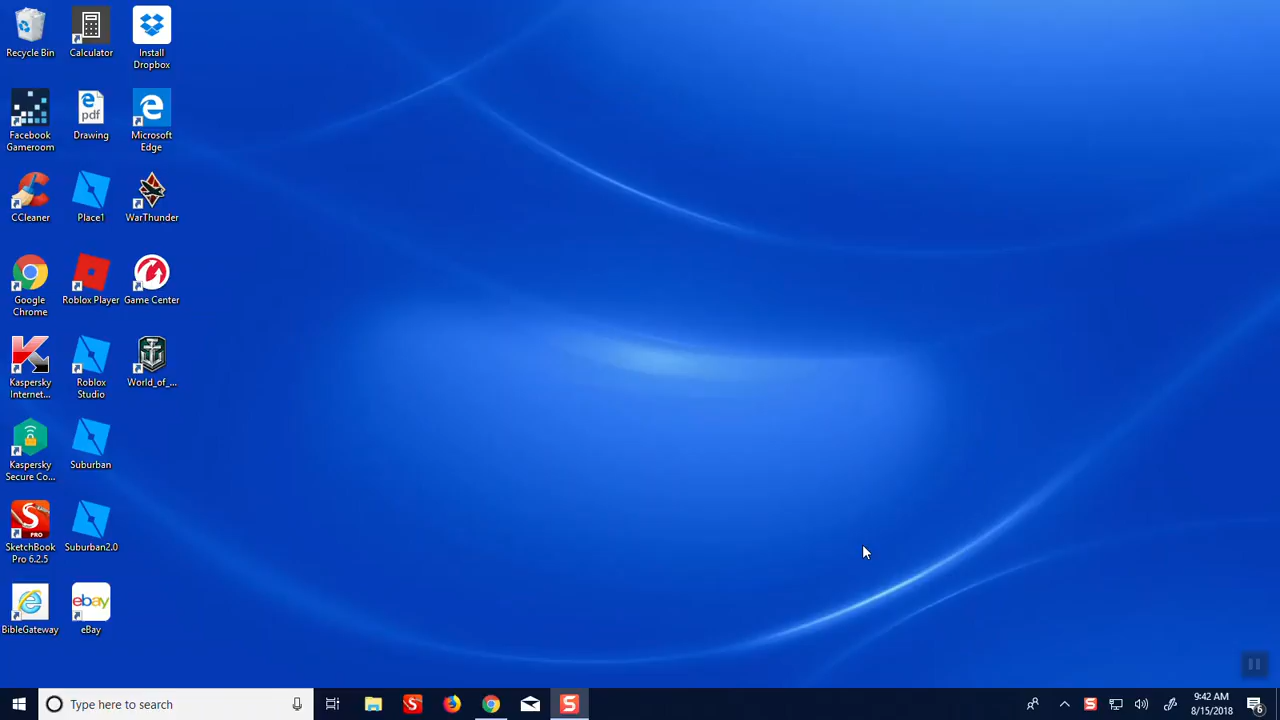 Recycle Bin
Calculator
Install
Dropbox
Facebook
Gameroom
pdf
Drawing
Microsoft
Edge
CCleaner
Place1
WarThunder
Google
Chrome
Roblox Player
Game Center
Kaspersky
Internet...
Roblox
Studio
World_of_...
Kaspersky
Secure Co...
Suburban
S
PRO
SketchBook
Pro 6.2.5
Suburban2.0
BibleGateway
ebay
eBay
Type here to search
S
S
S
9:42 AM
8/15/2018
6